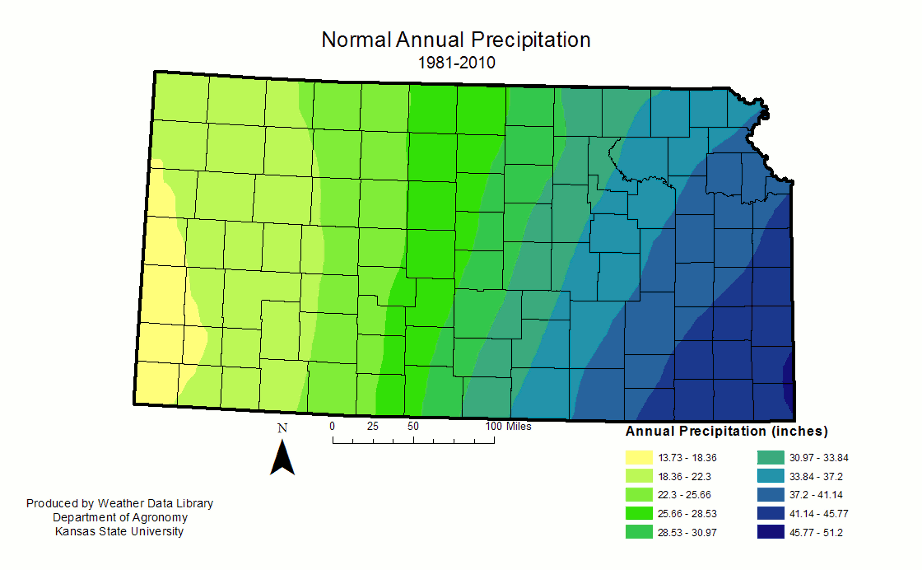 Normal Annual Precipitation
1981-2010
N
0 25 50 100 Miles
Annual Precipitation (inches)
13.73 - 18.36
18.36 - 22.3
22.3 - 25.66
25.66 - 28.53
28.53 - 30.97
30.97 - 33.84
33.84 - 37.2
37.2 - 41.14
41.14 - 45.77
45.77 - 51.2
Produced by Weather Data Library
Department of Agronomy
Kansas State University